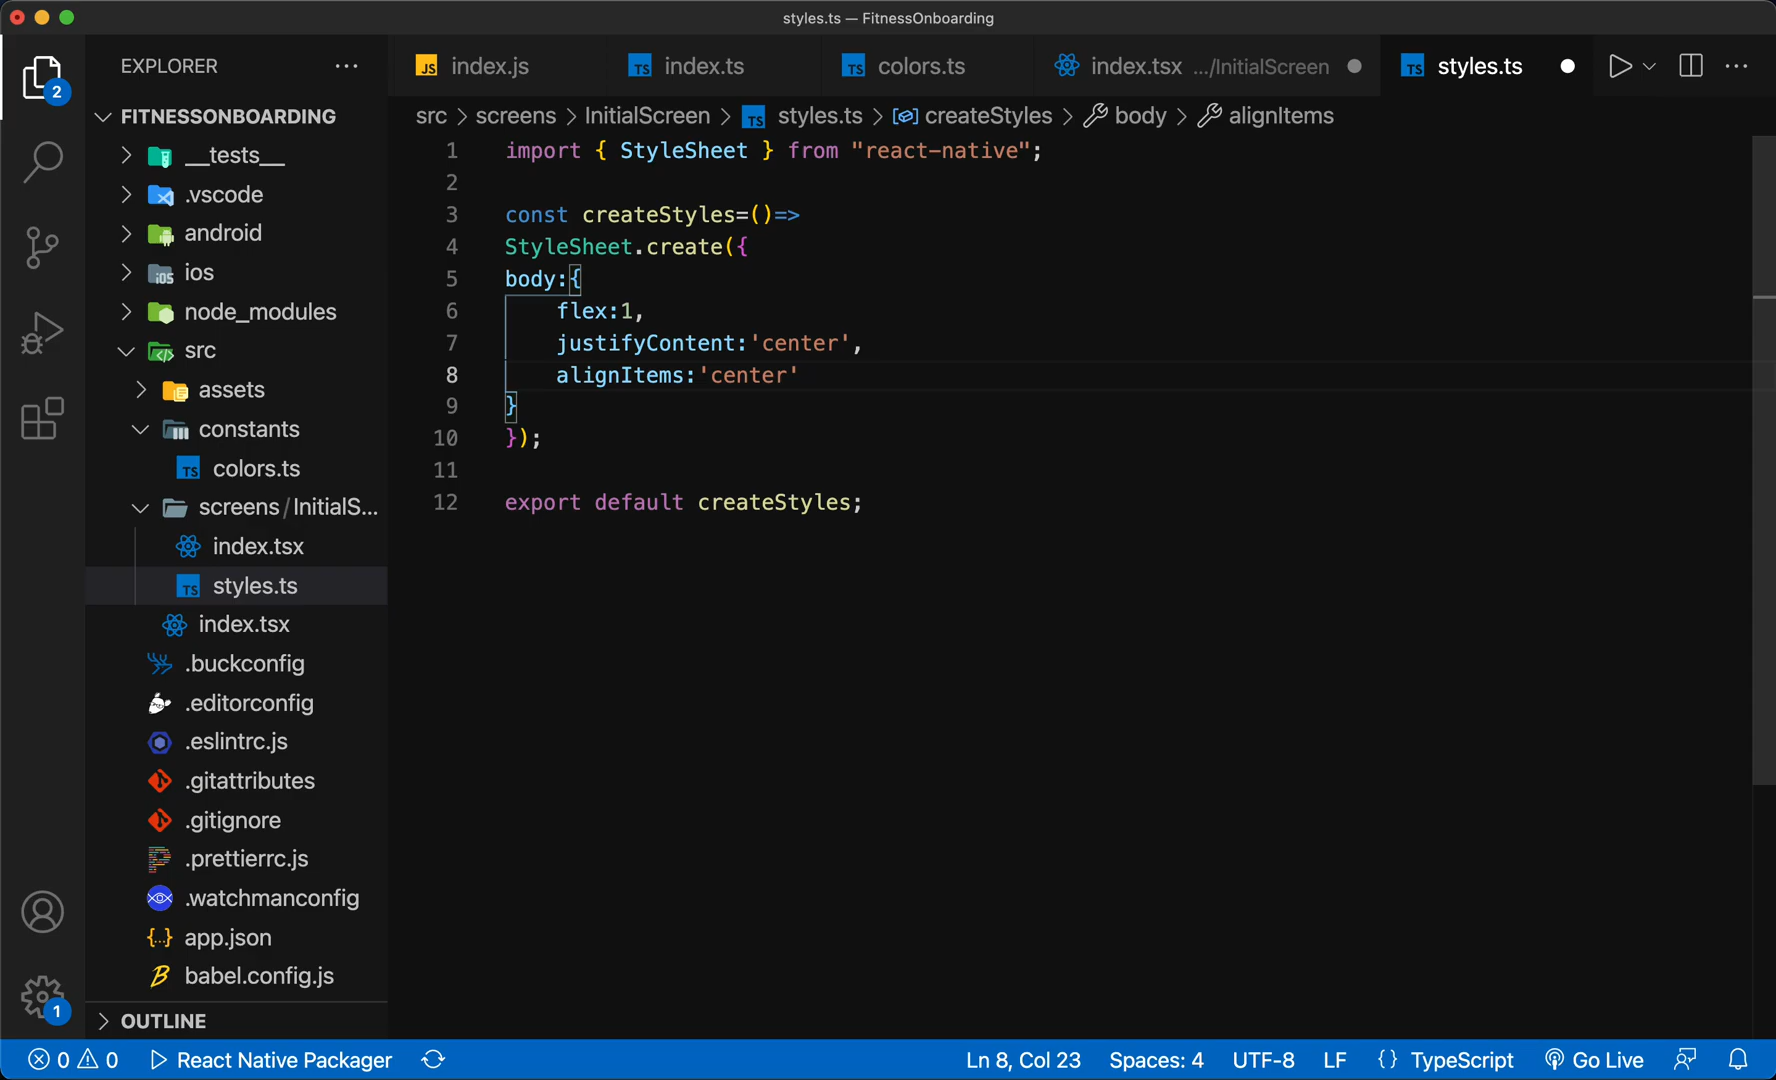 styles.ts — FitnessOnboarding
EXPLORER
index.js
index.ts
colors.ts
index.tsx .../InitialScreen
styles.ts
src > screens > InitialScreen > styles.ts > createStyles > body > alignItems
2
FITNESSONBOARDING
__tests__
.vscode
android
ios
node_modules
src
assets
constants
colors.ts
screens/InitialS...
index.tsx
styles.ts
index.tsx
.buckconfig
.editorconfig
.eslintrc.js
.gitattributes
.gitignore
.prettierrc.js
.watchmanconfig
app.json
babel.config.js
OUTLINE
1
1 import { StyleSheet } from "react-native";
2
3 const createStyles=()=>
4 StyleSheet.create({
5 body:{
6 flex:1,
7 justifyContent:'center',
8 alignItems:'center'
9 }
10 });
11
12 export default createStyles;
0 0 React Native Packager Ln 8, Col 23 Spaces: 4 UTF-8 LF {} TypeScript Go Live